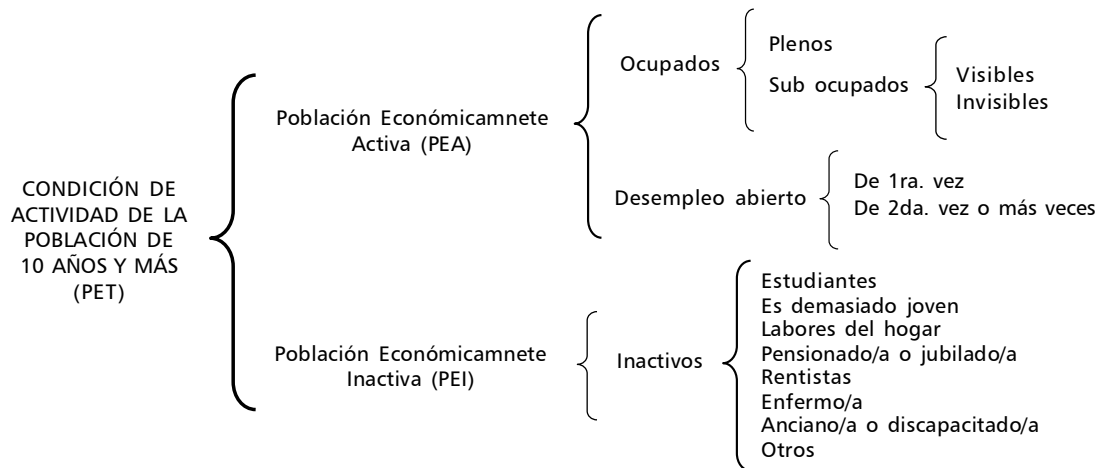 CONDICIÓN DE
ACTIVIDAD DE LA
POBLACIÓN DE
10 AÑOS Y MÁS
(PET)
Población Económicamnete
Activa (PEA)
Ocupados
Plenos
Sub ocupados
Visibles
Invisibles
Desempleo abierto
De 1ra. vez
De 2da. vez o más veces
Población Económicamnete
Inactiva (PEI)
Inactivos
Estudiantes
Es demasiado joven
Labores del hogar
Pensionado/a o jubilado/a
Rentistas
Enfermo/a
Anciano/a o discapacitado/a
Otros